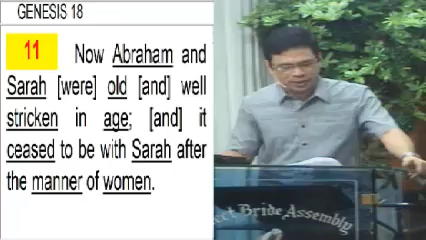 GENESIS 18
11 Now Abraham and
Sarah [were] old [and] well
stricken in age; [and] it
ceased to be with Sarah after
the manner of women.
Bride Assembly